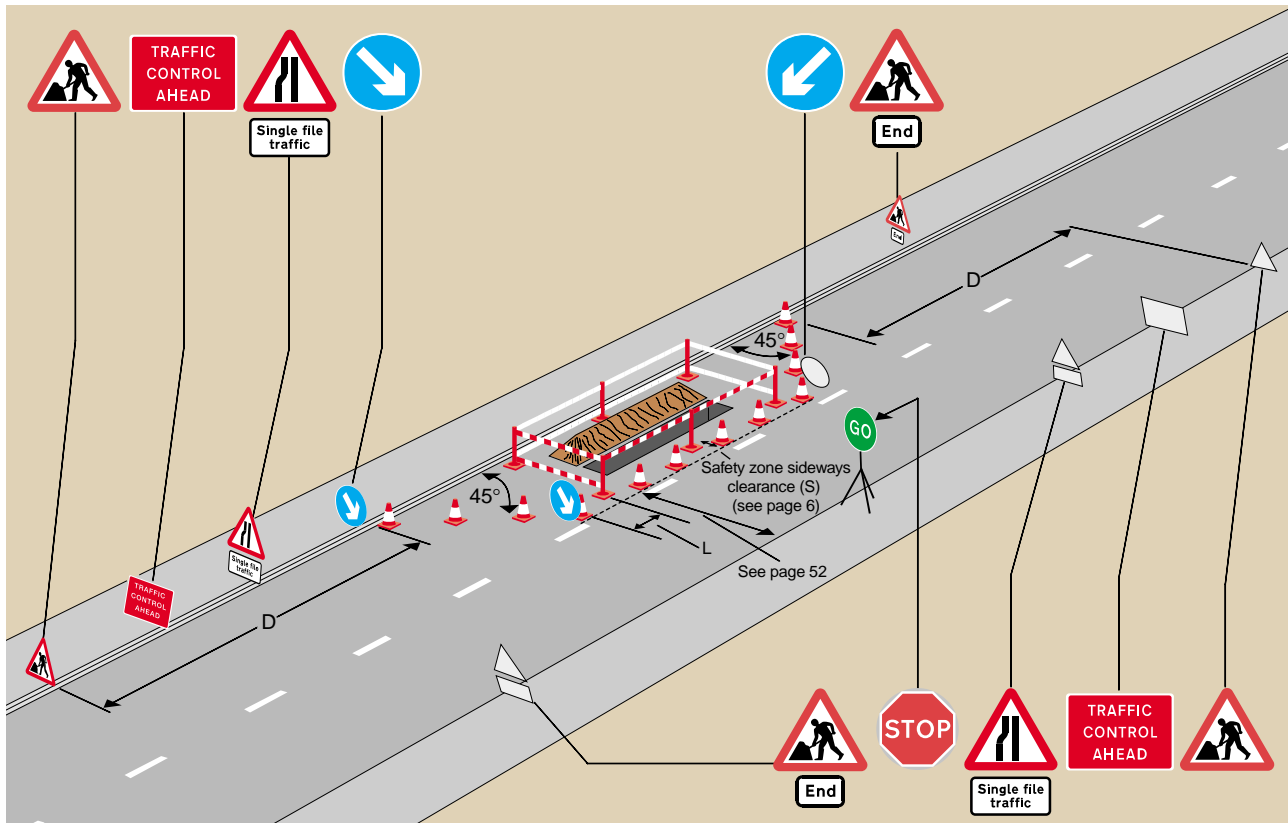 TRAFFIC
CONTROL
AHEAD
Single file
traffic
End
End
D
45°
Safety zone sideways
clearance (S)
(see page 6)
GO
45°
L
See page 52
Single file
traffic
TRAFFIC
CONTROL
AHEAD
D
STOP
TRAFFIC
CONTROL
AHEAD
End
Single file
traffic